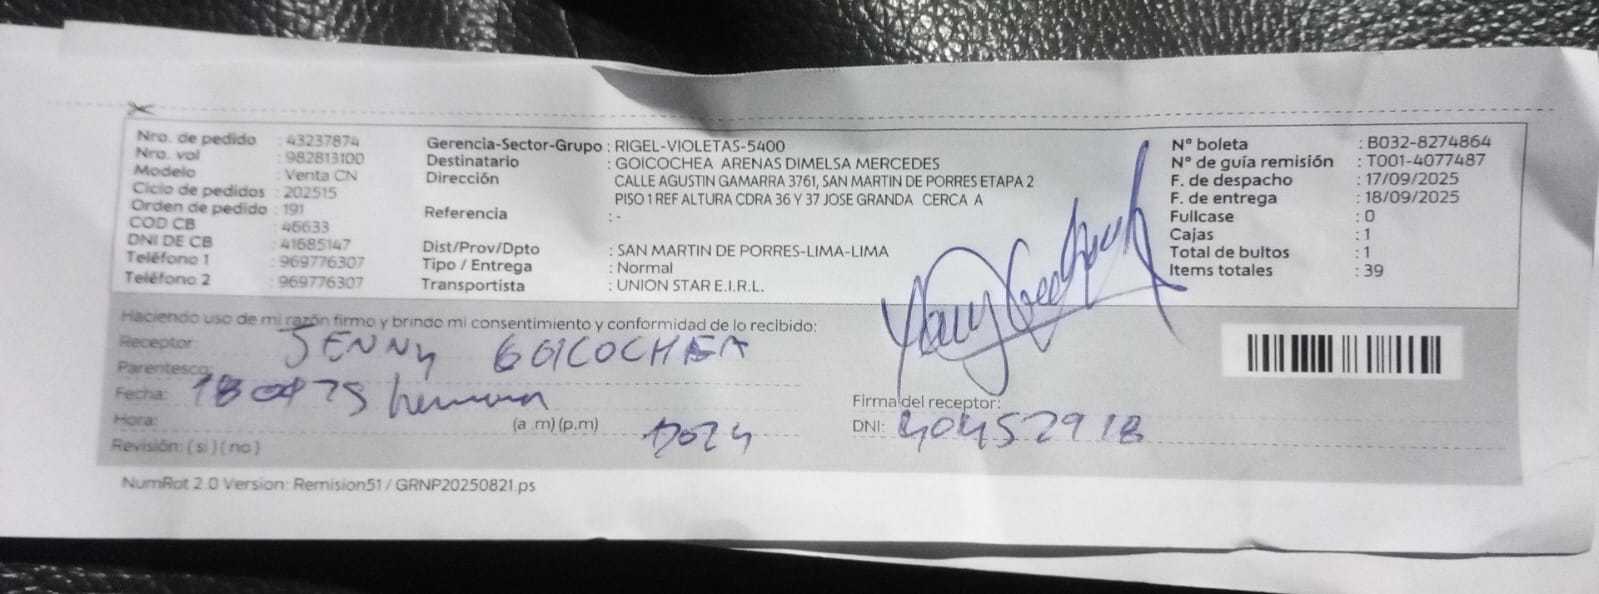 Nro. de pedido : 43237874
Nro. vol : 982813100
Modelo : Venta CN
Ciclo de pedidos : 202515
Orden de pedido : 191
COD CB : 46633
DNI DE CB : 41685147
Teléfono 1 : 969776307
Teléfono 2 : 969776307
Gerencia-Sector-Grupo : RIGEL-VIOLETAS-5400
Destinatario : GOICOCHEA ARENAS DIMELSA MERCEDES
Dirección CALLE AGUSTIN GAMARRA 3761, SAN MARTIN DE PORRES ETAPA 2
PISO 1 REF ALTURA CDRA 36 Y 37 JOSE GRANDA CERCA A
Referencia : -
Dist/Prov/Dpto : SAN MARTIN DE PORRES-LIMA-LIMA
Tipo / Entrega : Normal
Transportista : UNION STAR E.I.R.L.
N° boleta : B032-8274864
N° de guía remisión : T001-4077487
F. de despacho : 17/09/2025
F. de entrega : 18/09/2025
Fullcase : 0
Cajas : 1
Total de bultos : 1
Items totales : 39
Haciendo uso de mi razón firmo y brindo mi consentimiento y conformidad de lo recibido:
Receptor: JENNY GOICOCHEA
Parentesco:
Fecha:
Hora: (a .m) (p.m)
Revisión: ( si ) ( no )
Firma del receptor:
DNI: 40452918
NumRot 2.0 Version: Remision51 / GRNP20250821.ps